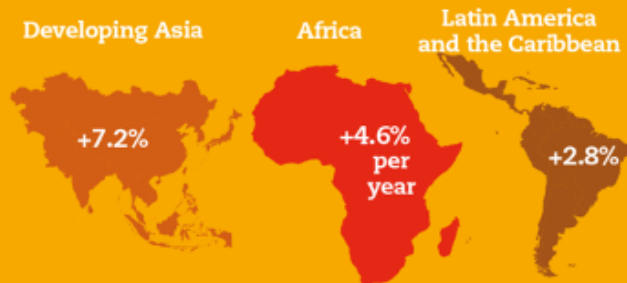 Developing Asia
+7.2%
Africa
+4.6%
per
year
Latin America
and the Caribbean
+2.8%